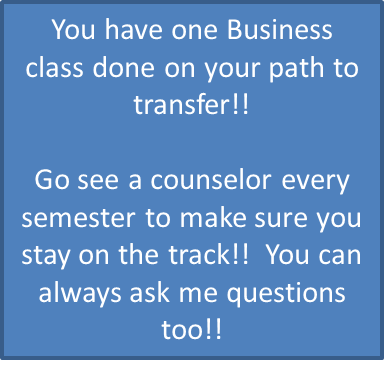 You have one Business
class done on your path to
transfer!!
Go see a counselor every
semester to make sure you
stay on the track!!  You can
always ask me questions
too!!